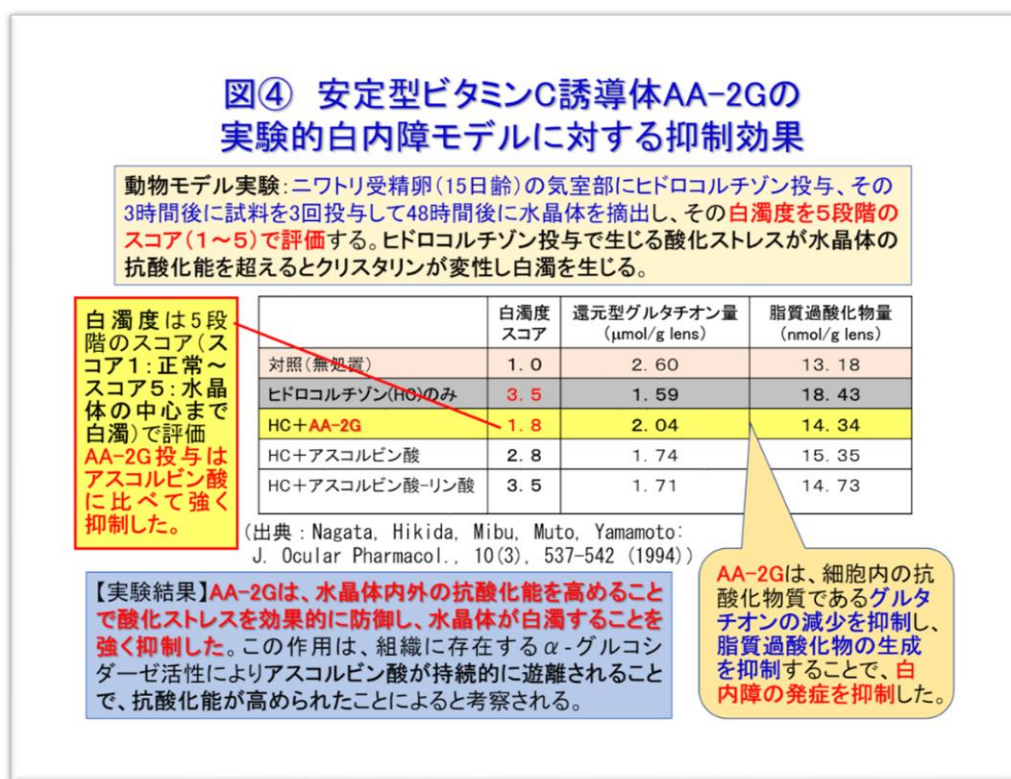 図④ 安定型ビタミンC誘導体AA-2Gの
実験的白内障モデルに対する抑制効果
動物モデル実験:ニワトリ受精卵(15日齢)の気室部にヒドロコルチゾン投与、その
3時間後に試料を3回投与して48時間後に水晶体を摘出し、その白濁度を5段階の
スコア(1～5)で評価する。ヒドロコルチゾン投与で生じる酸化ストレスが水晶体の
抗酸化能を超えるとクリスタリンが変性し白濁を生じる。
白濁度は5段
階のスコア(ス
コア1:正常～
スコア5:水晶
体の中心まで
白濁)で評価
AA-2G投与は
アスコルビン酸
に比べて強く
抑制した。
白濁度 還元型グルタチオン量 脂質過酸化物量
スコア (μmol/g lens) (nmol/g lens)
対照(無処置) 1.0 2.60 13.18
ヒドロコルチゾン(HC)のみ 3.5 1.59 18.43
HC+AA-2G 1.8 2.04 14.34
HC+アスコルビン酸 2.8 1.74 15.35
HC+アスコルビン酸-リン酸 3.5 1.71 14.73
(出典:Nagata, Hikida, Mibu, Muto, Yamamoto:
J. Ocular Pharmacol., 10(3), 537-542 (1994))
【実験結果】AA-2Gは、水晶体内外の抗酸化能を高めること
で酸化ストレスを効果的に防御し、水晶体が白濁することを
強く抑制した。この作用は、組織に存在するα-グルコシ
ダーゼ活性によりアスコルビン酸が持続的に遊離されること
で、抗酸化能が高められたことによると考察される。
AA-2Gは、細胞内の抗
酸化物質であるグルタ
チオンの減少を抑制し、
脂質過酸化物の生成
を抑制することで、白
内障の発症を抑制した。